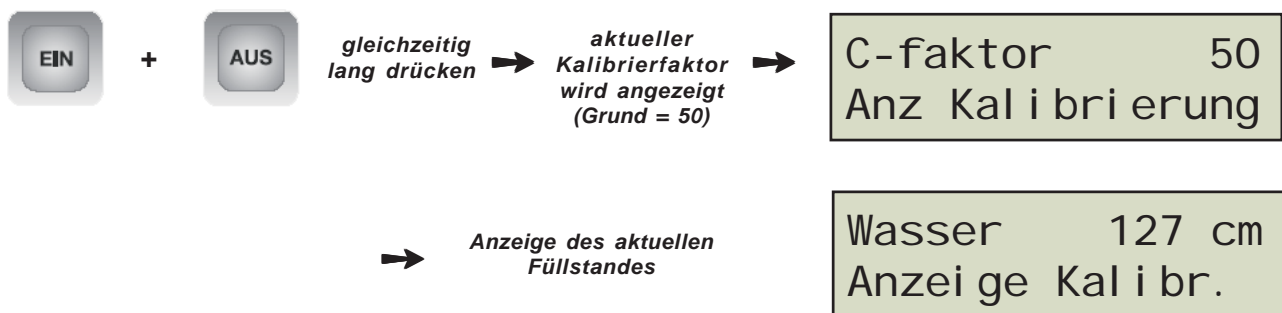 EIN + AUS
gleichzeitig
lang drücken
aktueller
Kalibrierfaktor
wird angezeigt
(Grund = 50)
C-faktor 50
Anz Kalibrierung
Anzeige des aktuellen
Füllstandes
Wasser 127 cm
Anzeige Kalibr.